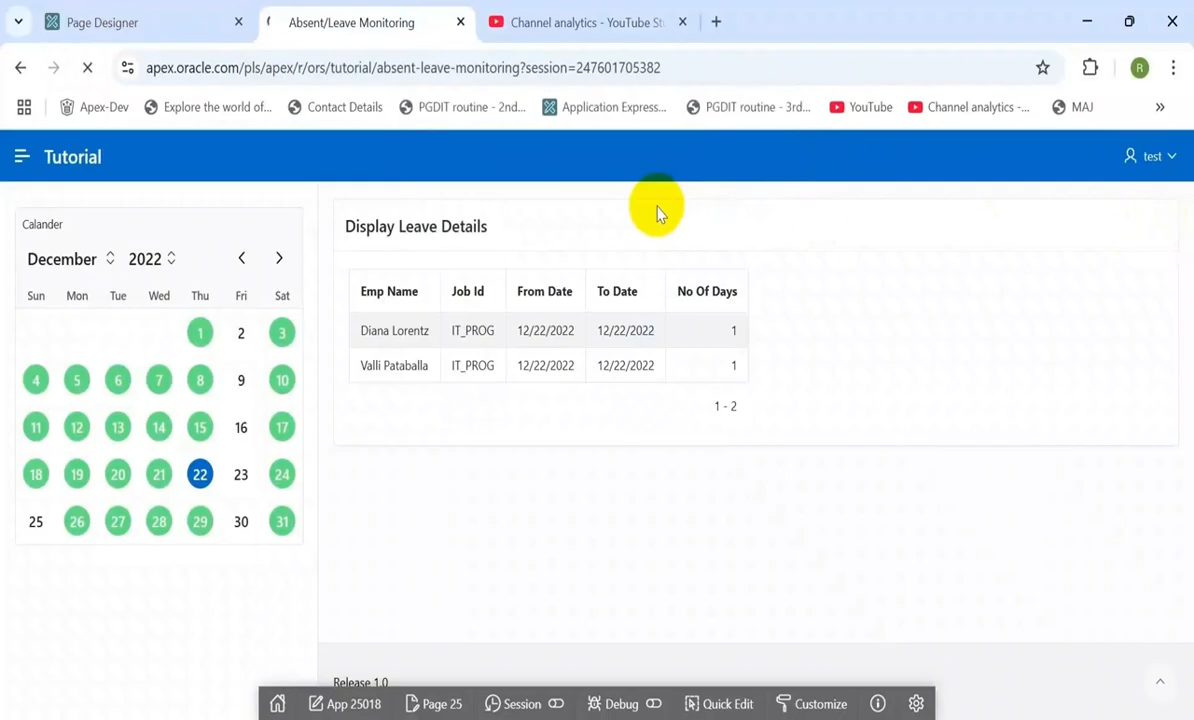 Page Designer
Absent/Leave Monitoring
Channel analytics - YouTube St
apex.oracle.com/pls/apex/r/ors/tutorial/absent-leave-monitoring?session=247601705382
R
Apex-Dev
Explore the world of...
Contact Details
PGDIT routine - 2nd...
Application Express...
PGDIT routine - 3rd...
YouTube
Channel analytics -...
MAJ
Tutorial
test
Calander
December 2022
Sun Mon Tue Wed Thu Fri Sat
1 2 3
4 5 6 7 8 9 10
11 12 13 14 15 16 17
18 19 20 21 22 23 24
25 26 27 28 29 30 31
Display Leave Details
Emp Name Job Id From Date To Date No Of Days
Diana Lorentz IT_PROG 12/22/2022 12/22/2022 1
Valli Pataballa IT_PROG 12/22/2022 12/22/2022 1
1 - 2
Release 1.0
App 25018 Page 25 Session Debug Quick Edit Customize